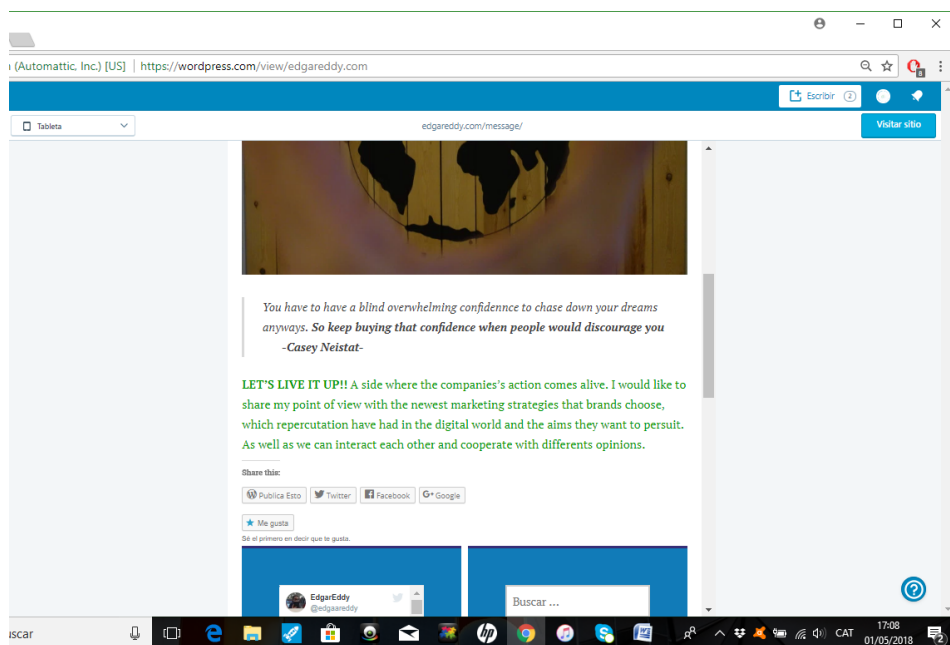 n (Automattic, Inc.) [US] | https://wordpress.com/view/edgareddy.com
8
Escribir 2
Tableta
edgareddy.com/message/
Visitar sitio
You have to have a blind overwhelming confidennce to chase down your dreams
anyways. So keep buying that confidence when people would discourage you
-Casey Neistat-
LET'S LIVE IT UP!! A side where the companies's action comes alive. I would like to
share my point of view with the newest marketing strategies that brands choose,
which repercutation have had in the digital world and the aims they want to persuit.
As well as we can interact each other and cooperate with differents opinions.
Share this:
Publica Esto Twitter Facebook G+ Google
Me gusta
Sé el primero en decir que te gusta.
EdgarEddy
@edgaareddy
Buscar ...
uscar
hp
CAT
17:08
01/05/2018
2